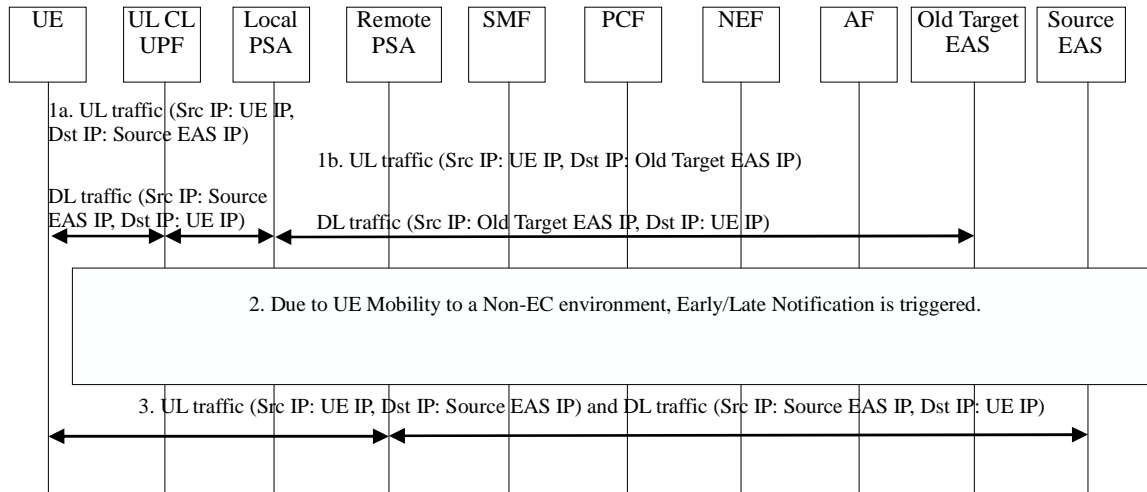 UE
UL CL
UPF
Local
PSA
Remote
PSA
SMF
PCF
NEF
AF
Old Target
EAS
Source
EAS
1a. UL traffic (Src IP: UE IP,
Dst IP: Source EAS IP)
1b. UL traffic (Src IP: UE IP, Dst IP: Old Target EAS IP)
DL traffic (Src IP: Source
EAS IP, Dst IP: UE IP)
DL traffic (Src IP: Old Target EAS IP, Dst IP: UE IP)
2. Due to UE Mobility to a Non-EC environment, Early/Late Notification is triggered.
3. UL traffic (Src IP: UE IP, Dst IP: Source EAS IP) and DL traffic (Src IP: Source EAS IP, Dst IP: UE IP)